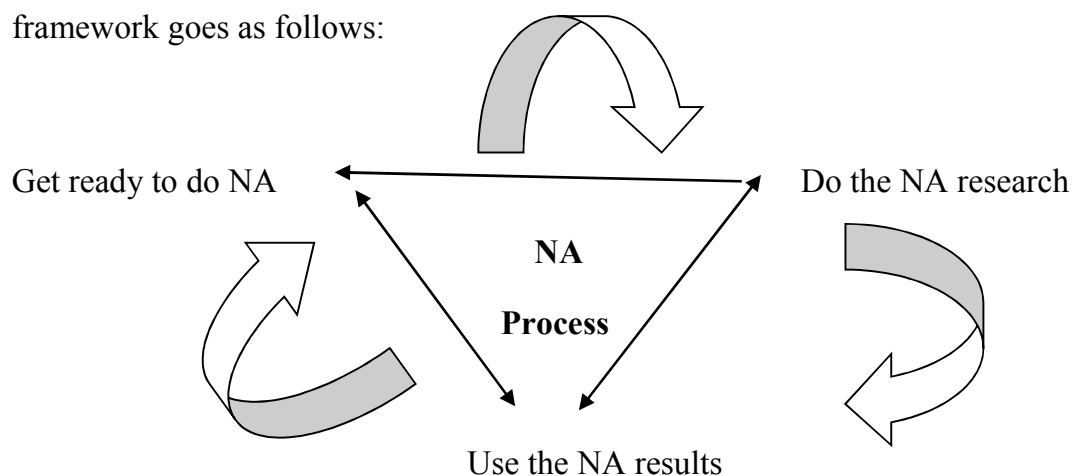 framework goes as follows:
Get ready to do NA
Do the NA research
NA
Process
Use the NA results